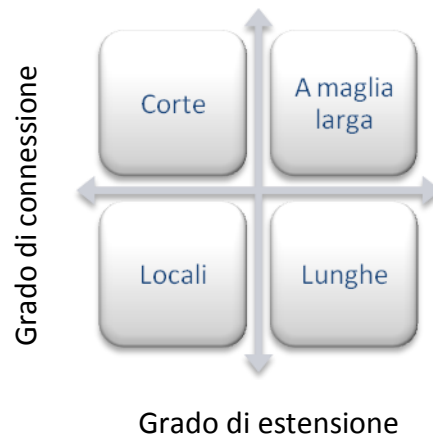 Grado di connessione
Corte
A maglia
larga
Locali
Lunghe
Grado di estensione